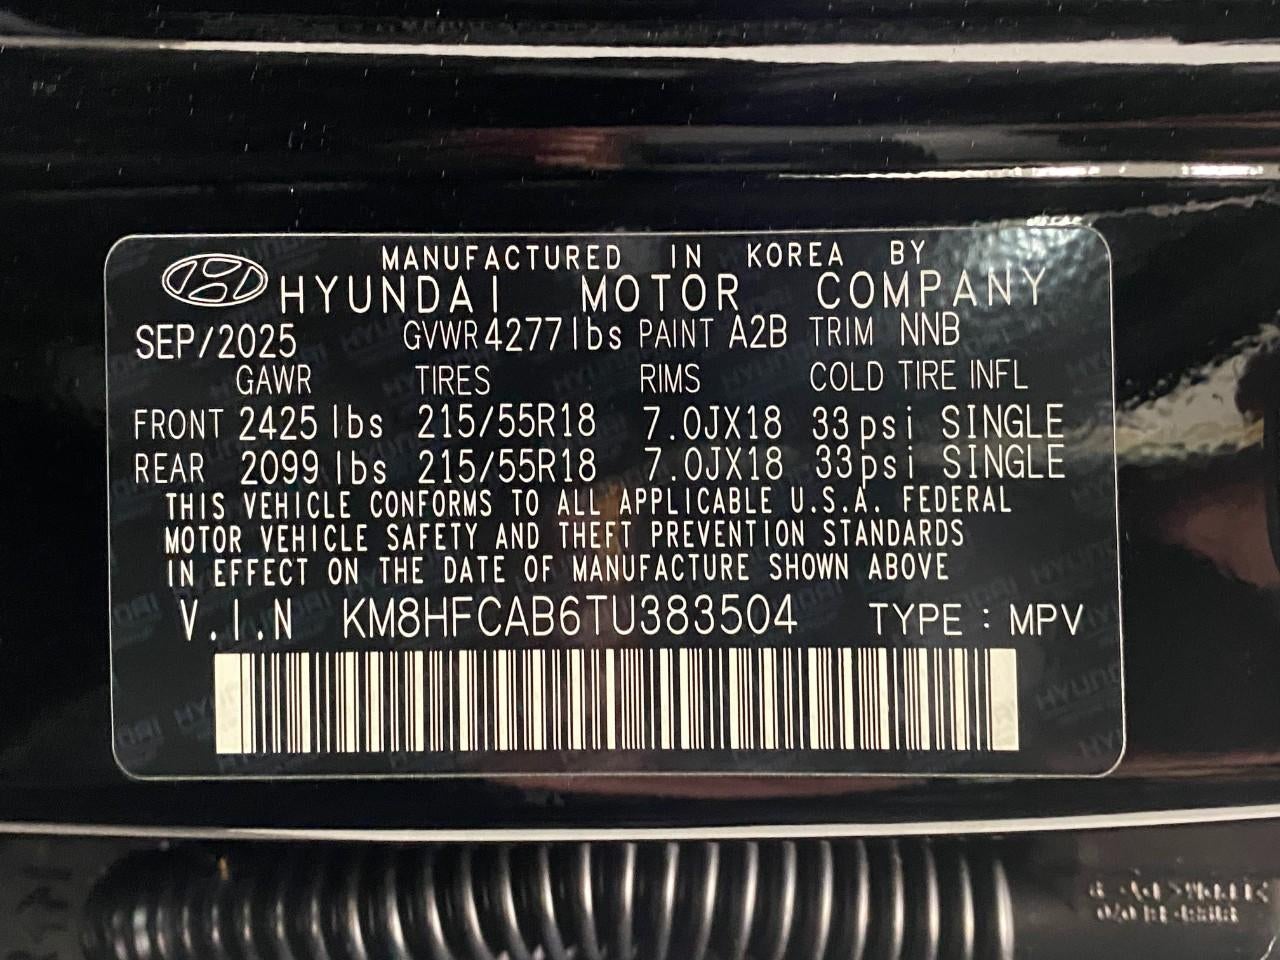 MANUFACTURED IN KOREA BY
HYUNDAI MOTOR COMPANY
SEP/2025 GVWR 4277lbs PAINT A2B TRIM NNB
GAWR TIRES RIMS COLD TIRE INFL
FRONT 2425 lbs 215/55R18 7.0JX18 33psi SINGLE
REAR 2099 lbs 215/55R18 7.0JX18 33psi SINGLE
THIS VEHICLE CONFORMS TO ALL APPLICABLE U.S.A. FEDERAL
MOTOR VEHICLE SAFETY AND THEFT PREVENTION STANDARDS
IN EFFECT ON THE DATE OF MANUFACTURE SHOWN ABOVE
V.I.N KM8HFCAB6TU383504 TYPE : MPV